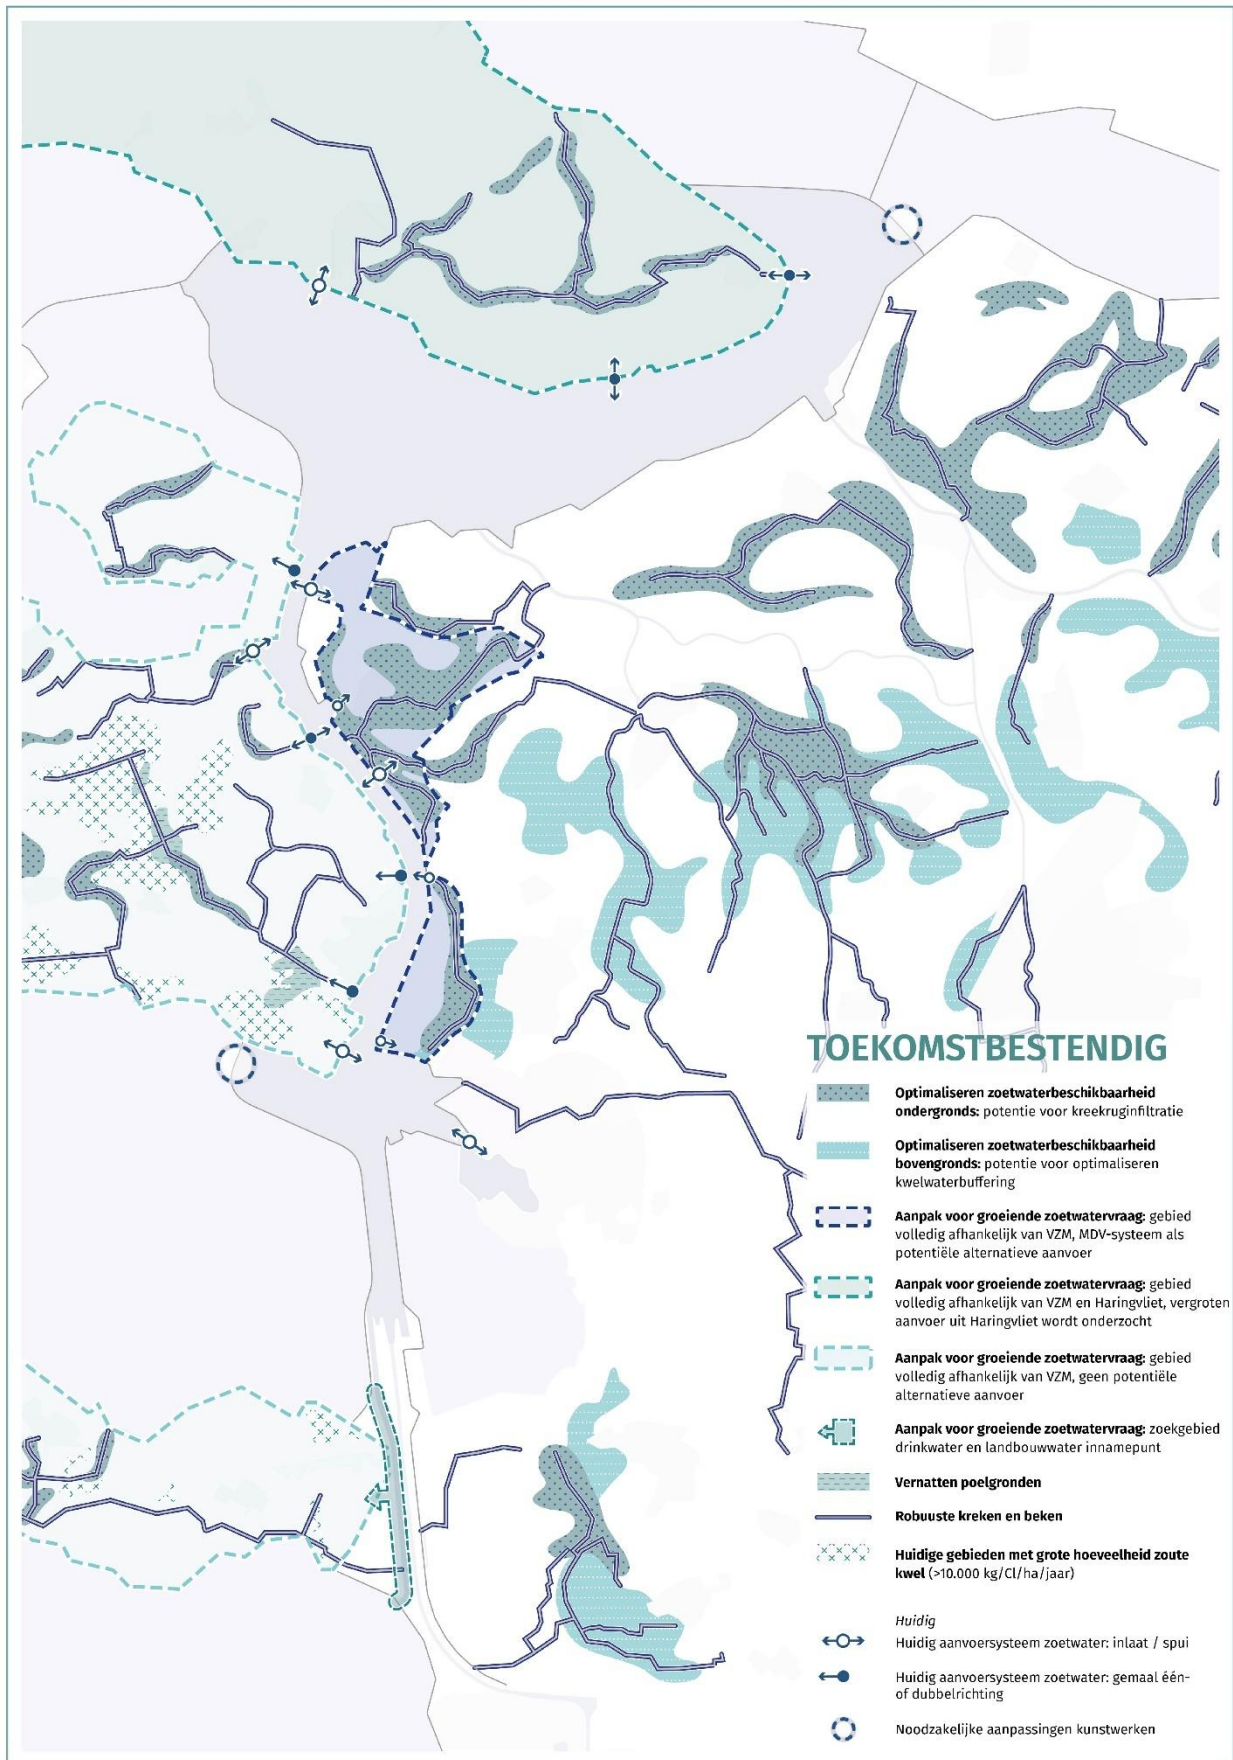 TOEKOMSTBESTENDIG
Optimaliseren zoetwaterbeschikbaarheid
ondergronds: potentie voor kreekruginfiltratie
Optimaliseren zoetwaterbeschikbaarheid
bovengronds: potentie voor optimaliseren
kwelwaterbuffering
Aanpak voor groeiende zoetwatervraag: gebied
volledig afhankelijk van VZM, MDV-systeem als
potentiële alternatieve aanvoer
Aanpak voor groeiende zoetwatervraag: gebied
volledig afhankelijk van VZM en Haringvliet, vergroten
aanvoer uit Haringvliet wordt onderzocht
Aanpak voor groeiende zoetwatervraag: gebied
volledig afhankelijk van VZM, geen potentiële
alternatieve aanvoer
Aanpak voor groeiende zoetwatervraag: zoekgebied
drinkwater en landbouwwater innamepunt
Vernatten poelgronden
Robuuste kreken en beken
Huidige gebieden met grote hoeveelheid zoute
kwel (>10.000 kg/Cl/ha/jaar)
Huidig
Huidig aanvoersysteem zoetwater: inlaat / spui
Huidig aanvoersysteem zoetwater: gemaal één-
of dubbelrichting
Noodzakelijke aanpassingen kunstwerken